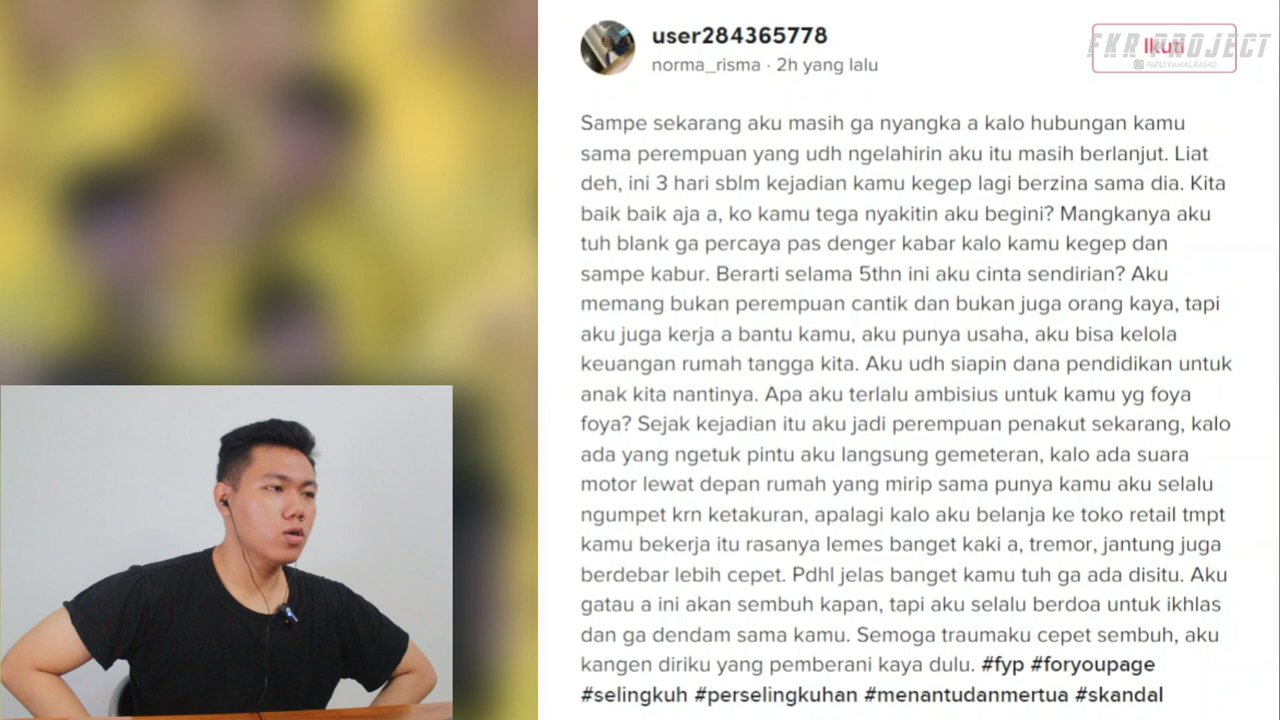 user284365778
norma_risma · 2h yang lalu
Ikuti
FKR PROJECT
FADLY.KAMAL.RASAD
Sampe sekarang aku masih ga nyangka a kalo hubungan kamu
sama perempuan yang udh ngelahirin aku itu masih berlanjut. Liat
deh, ini 3 hari sblm kejadian kamu kegep lagi berzina sama dia. Kita
baik baik aja a, ko kamu tega nyakitin aku begini? Mangkanya aku
tuh blank ga percaya pas denger kabar kalo kamu kegep dan
sampe kabur. Berarti selama 5thn ini aku cinta sendirian? Aku
memang bukan perempuan cantik dan bukan juga orang kaya, tapi
aku juga kerja a bantu kamu, aku punya usaha, aku bisa kelola
keuangan rumah tangga kita. Aku udh siapin dana pendidikan untuk
anak kita nantinya. Apa aku terlalu ambisius untuk kamu yg foya
foya? Sejak kejadian itu aku jadi perempuan penakut sekarang, kalo
ada yang ngetuk pintu aku langsung gemeteran, kalo ada suara
motor lewat depan rumah yang mirip sama punya kamu aku selalu
ngumpet krn ketakuran, apalagi kalo aku belanja ke toko retail tmpt
kamu bekerja itu rasanya lemes banget kaki a, tremor, jantung juga
berdebar lebih cepet. Pdhl jelas banget kamu tuh ga ada disitu. Aku
gatau a ini akan sembuh kapan, tapi aku selalu berdoa untuk ikhlas
dan ga dendam sama kamu. Semoga traumaku cepet sembuh, aku
kangen diriku yang pemberani kaya dulu. #fyp #foryoupage
#selingkuh #perselingkuhan #menantudanmertua #skandal